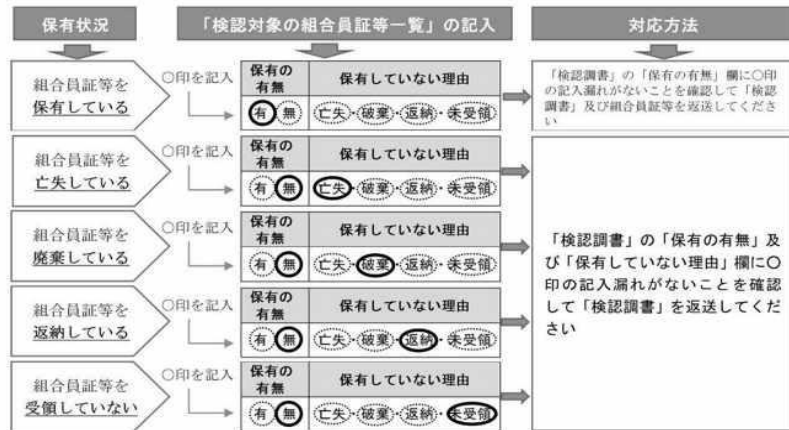 保有状況
「検認対象の組合員証等一覧」の記入
対応方法
組合員証等を
保有している
〇印を記入
保有の
有無
保有していない理由
有・無
亡失・破棄・返納・未受領
「検認調書」の「保有の有無」欄に〇印
の記入漏れがないことを確認して「検認
調書」及び組合員証等を返送してくださ
い
組合員証等を
亡失している
〇印を記入
保有の
有無
保有していない理由
有・無
亡失・破棄・返納・未受領
組合員証等を
廃棄している
〇印を記入
保有の
有無
保有していない理由
有・無
亡失・破棄・返納・未受領
組合員証等を
返納している
〇印を記入
保有の
有無
保有していない理由
有・無
亡失・破棄・返納・未受領
組合員証等を
受領していない
〇印を記入
保有の
有無
保有していない理由
有・無
亡失・破棄・返納・未受領
「検認調書」の「保有の有無」及
び「保有していない理由」欄に〇
印の記入漏れがないことを確認
して「検認調書」を返送してくだ
さい